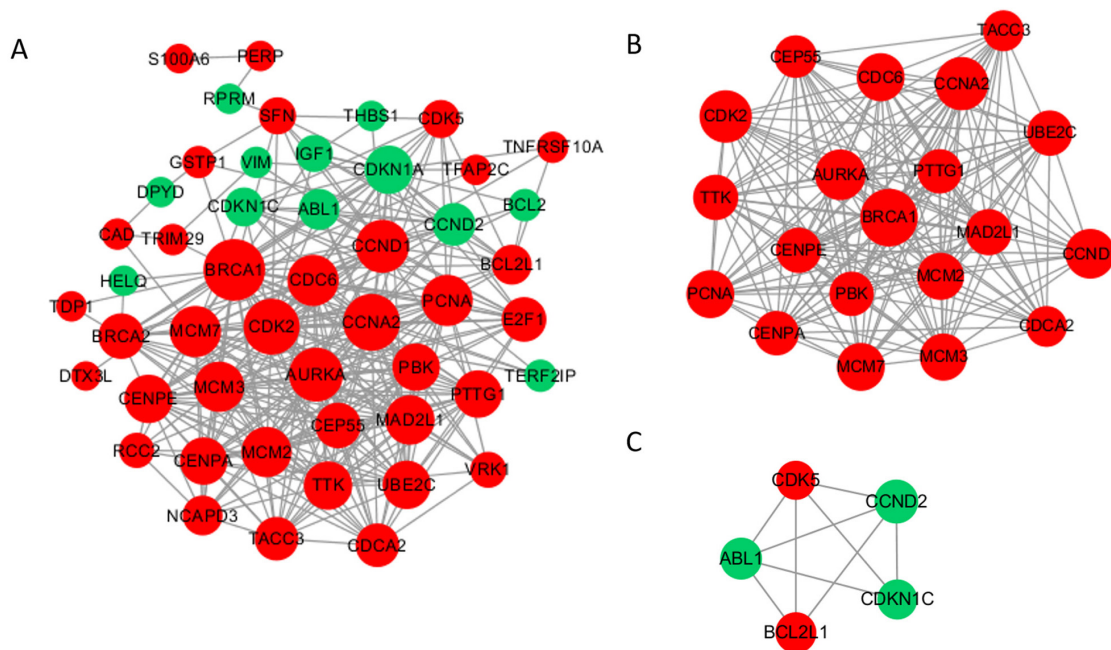 A
S100A6
PERP
RPRM
SFN
THBS1
CDK5
GSTP1
VIM
IGF1
CDKN1A
TFAP2C
TNFRSF10A
DPYD
CDKN1C
ABL1
CCND2
BCL2
CAD
TRIM29
CCND1
BCL2L1
HELQ
BRCA1
CDC6
PCNA
TDP1
BRCA2
MCM7
CDK2
CCNA2
E2F1
DTX3L
CENPE
MCM3
AURKA
PBK
TERF2IP
PTTG1
RCC2
CENPA
MCM2
CEP55
MAD2L1
TTK
UBE2C
VRK1
NCAPD3
TACC3
CDCA2
B
TACC3
CEP55
CDC6
CCNA2
CDK2
UBE2C
AURKA
PTTG1
TTK
BRCA1
MAD2L1
CENPE
CCND
MCM2
PCNA
PBK
CENPA
CDCA2
MCM7
MCM3
C
CDK5
CCND2
ABL1
CDKN1C
BCL2L1